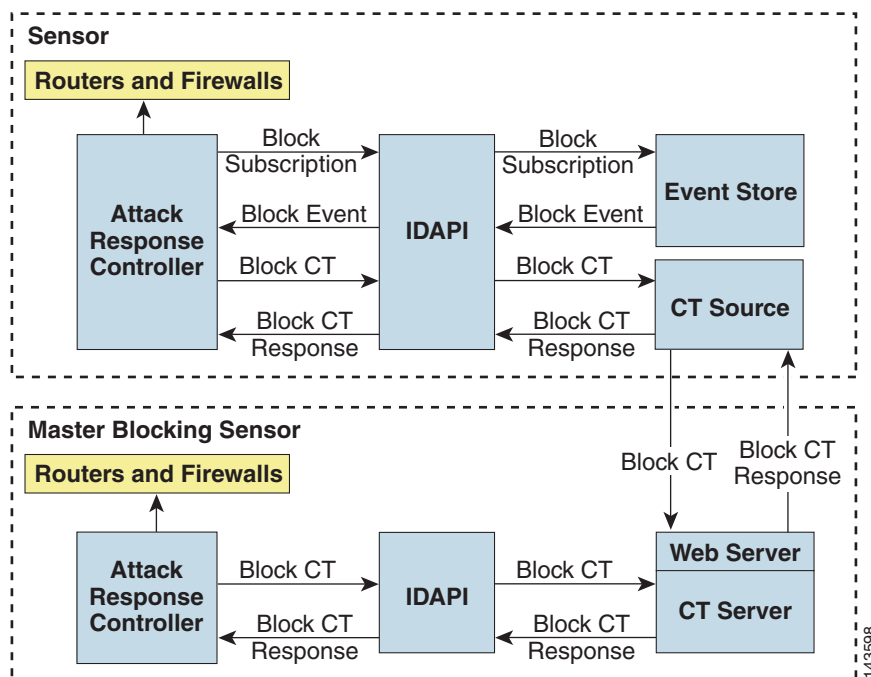 Sensor
Routers and Firewalls
Block
Subscription
Block
Subscription
Attack
Response
Controller
IDAPI
Event Store
Block Event
Block Event
Block CT
Block CT
CT Source
Block CT
Response
Block CT
Response
Master Blocking Sensor
Block CT
Block CT
Response
Routers and Firewalls
Attack
Response
Controller
Block CT
IDAPI
Block CT
Web Server
CT Server
Block CT
Response
Block CT
Response
143598